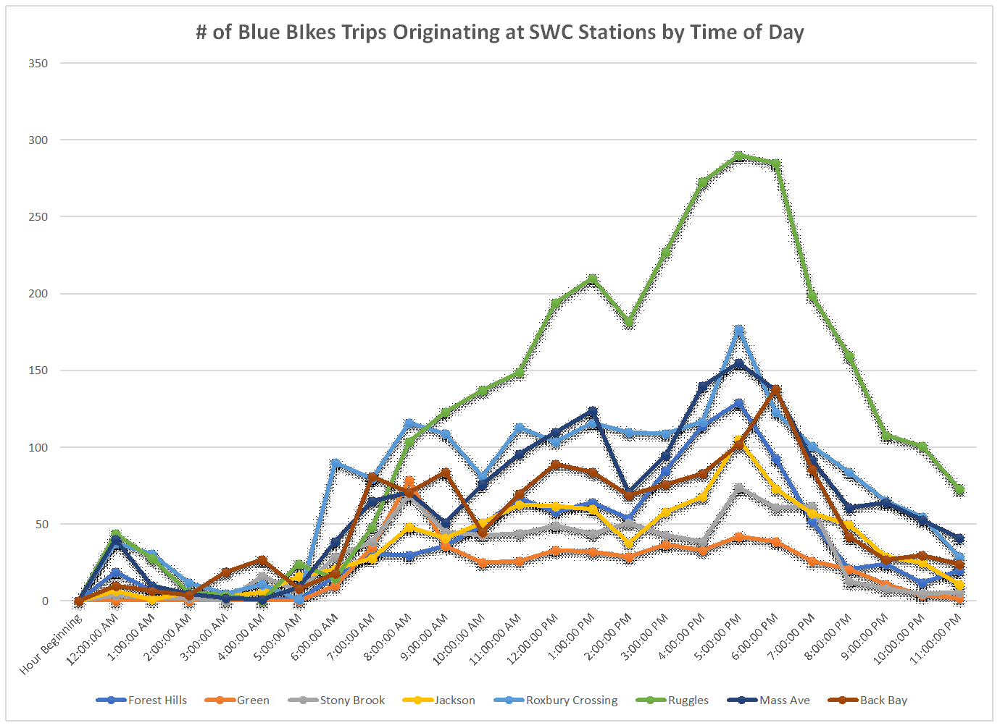 # of Blue BIkes Trips Originating at SWC Stations by Time of Day
350
300
250
200
150
100
50
0
Hour Beginning
12:00:00 AM
1:00:00 AM
2:00:00 AM
3:00:00 AM
4:00:00 AM
5:00:00 AM
6:00:00 AM
7:00:00 AM
8:00:00 AM
9:00:00 AM
10:00:00 AM
11:00:00 AM
12:00:00 PM
1:00:00 PM
2:00:00 PM
3:00:00 PM
4:00:00 PM
5:00:00 PM
6:00:00 PM
7:00:00 PM
8:00:00 PM
9:00:00 PM
10:00:00 PM
11:00:00 PM
Forest Hills Green Stony Brook Jackson Roxbury Crossing Ruggles Mass Ave Back Bay